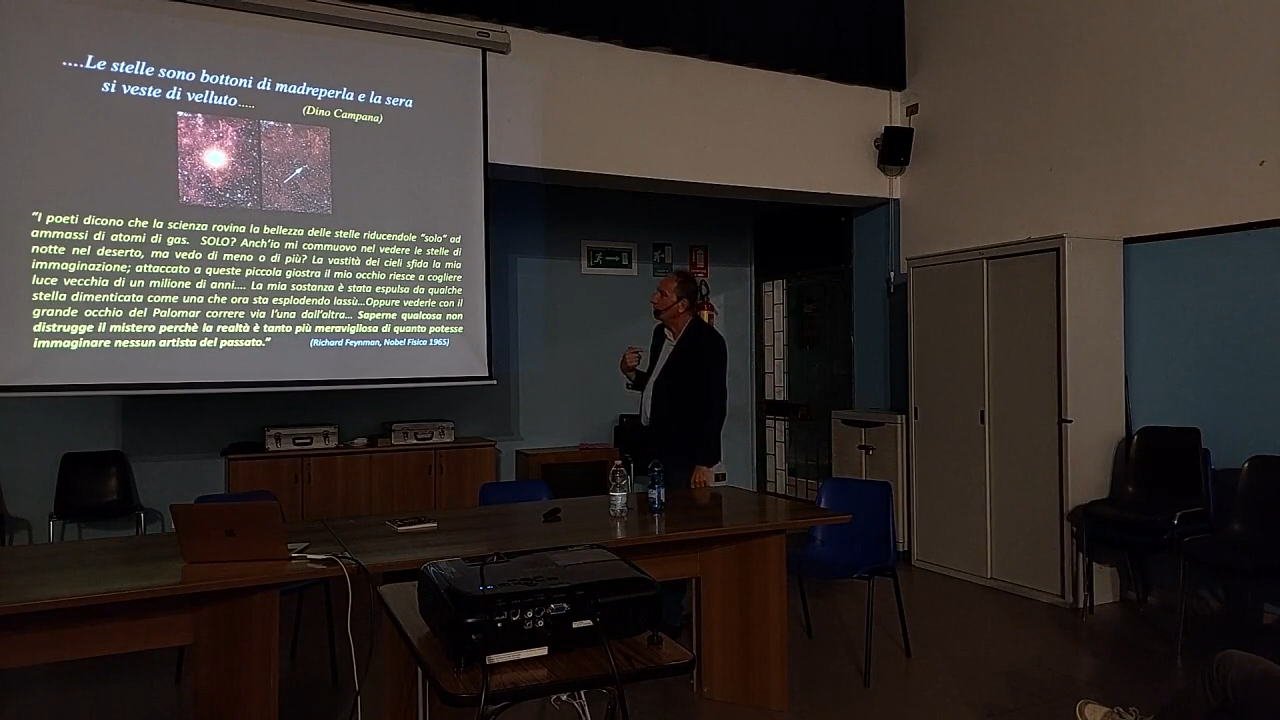 ....Le stelle sono bottoni di madreperla e la sera
si veste di velluto.....
(Dino Campana)
“I poeti dicono che la scienza rovina la bellezza delle stelle riducendole “solo” ad
ammassi di atomi di gas. SOLO? Anch’io mi commuovo nel vedere le stelle di
notte nel deserto, ma vedo di meno o di più? La vastità dei cieli sfida la mia
immaginazione; attaccato a queste piccola giostra il mio occhio riesce a cogliere
luce vecchia di un milione di anni.... La mia sostanza è stata espulsa da qualche
stella dimenticata come una che ora sta esplodendo lassù...Oppure vederle con il
grande occhio del Palomar correre via l’una dall’altra... Saperne qualcosa non
distrugge il mistero perchè la realtà è tanto più meravigliosa di quanto potesse
immaginare nessun artista del passato.”
(Richard Feynman, Nobel Fisica 1965)